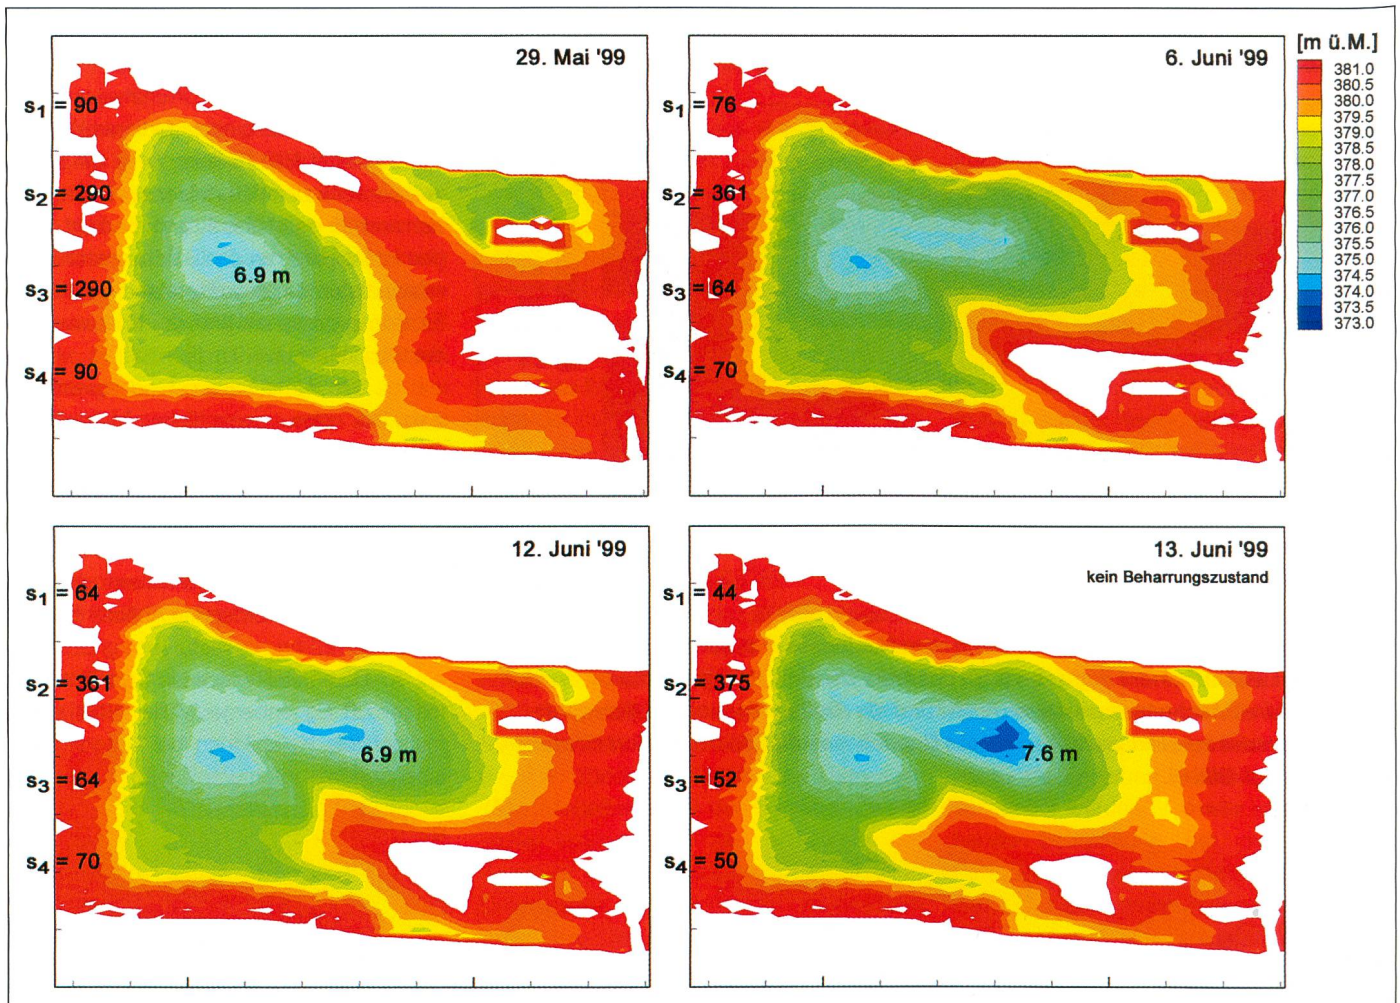 29. Mai '99
s1 = 90
s2 = 290
6.9 m
s3 = 290
s4 = 90
6. Juni '99
s1 = 76
s2 = 361
s3 = 64
s4 = 70
[m ü.M.]
381.0
380.5
380.0
379.5
379.0
378.5
378.0
377.5
377.0
376.5
376.0
375.5
375.0
374.5
374.0
373.5
373.0
12. Juni '99
s1 = 64
s2 = 361
6.9 m
s3 = 64
s4 = 70
13. Juni '99
kein Beharrungszustand
s1 = 44
s2 = 375
7.6 m
s3 = 52
s4 = 50